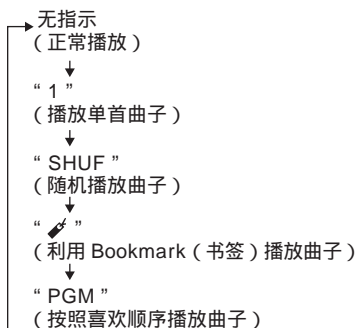 无指示
（正常播放）
“ 1 ”
（播放单首曲子）
“ SHUF ”
（随机播放曲子）
“ ”
（利用 Bookmark（书签）播放曲子）
“ PGM ”
（按照喜欢顺序播放曲子）